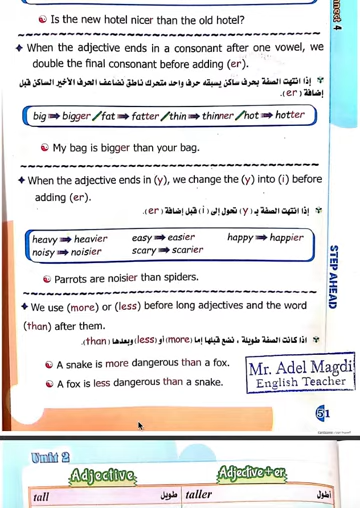 Is the new hotel nicer than the old hotel?
When the adjective ends in a consonant after one vowel, we
double the final consonant before adding (er).
إذا انتهت الصفة بحرف ساكن يسبقه حرف واحد متحرك ناطق نضاعف الحرف الأخير الساكن قبل
إضافة (er).
big ➡ bigger / fat ➡ fatter / thin ➡ thinner / hot ➡ hotter
My bag is bigger than your bag.
When the adjective ends in (y), we change the (y) into (i) before
adding (er).
إذا انتهت الصفة بـ (y) تحول إلى (i) قبل إضافة (er).
heavy ➡ heavier easy ➡ easier happy ➡ happier
noisy ➡ noisier scary ➡ scarier
Parrots are noisier than spiders.
We use (more) or (less) before long adjectives and the word
(than) after them.
اذا كانت الصفة طويلة ، نضع قبلها إما (more) أو (less) وبعدها (than).
A snake is more dangerous than a fox.
A fox is less dangerous than a snake.
Mr. Adel Magdi
English Teacher
STEP AHEAD
51
Unit 2
Adjective Adjective + er
tall طويل taller أطول